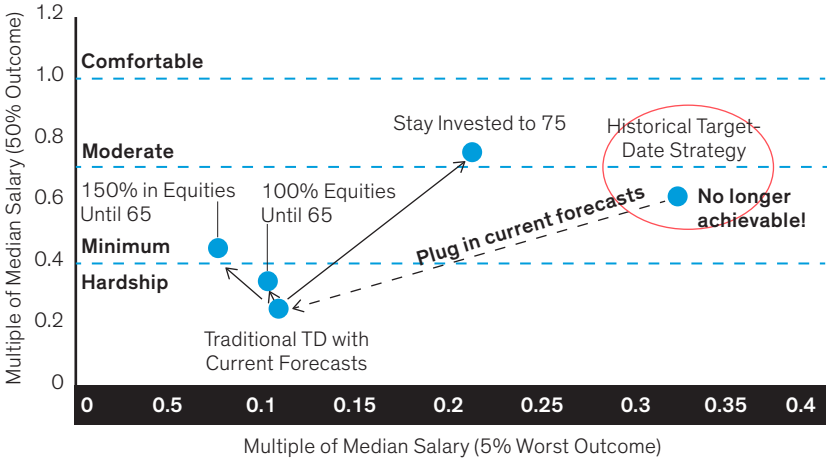 Multiple of Median Salary (50% Outcome)
1.2
1.0
0.8
0.6
0.4
0.2
0
Comfortable
Moderate
Minimum
Hardship
150% in Equities
Until 65
100% Equities
Until 65
Stay Invested to 75
Historical Target-
Date Strategy
No longer
achievable!
Plug in current forecasts
Traditional TD with
Current Forecasts
0 0.5 0.1 0.15 0.2 0.25 0.3 0.35 0.4
Multiple of Median Salary (5% Worst Outcome)